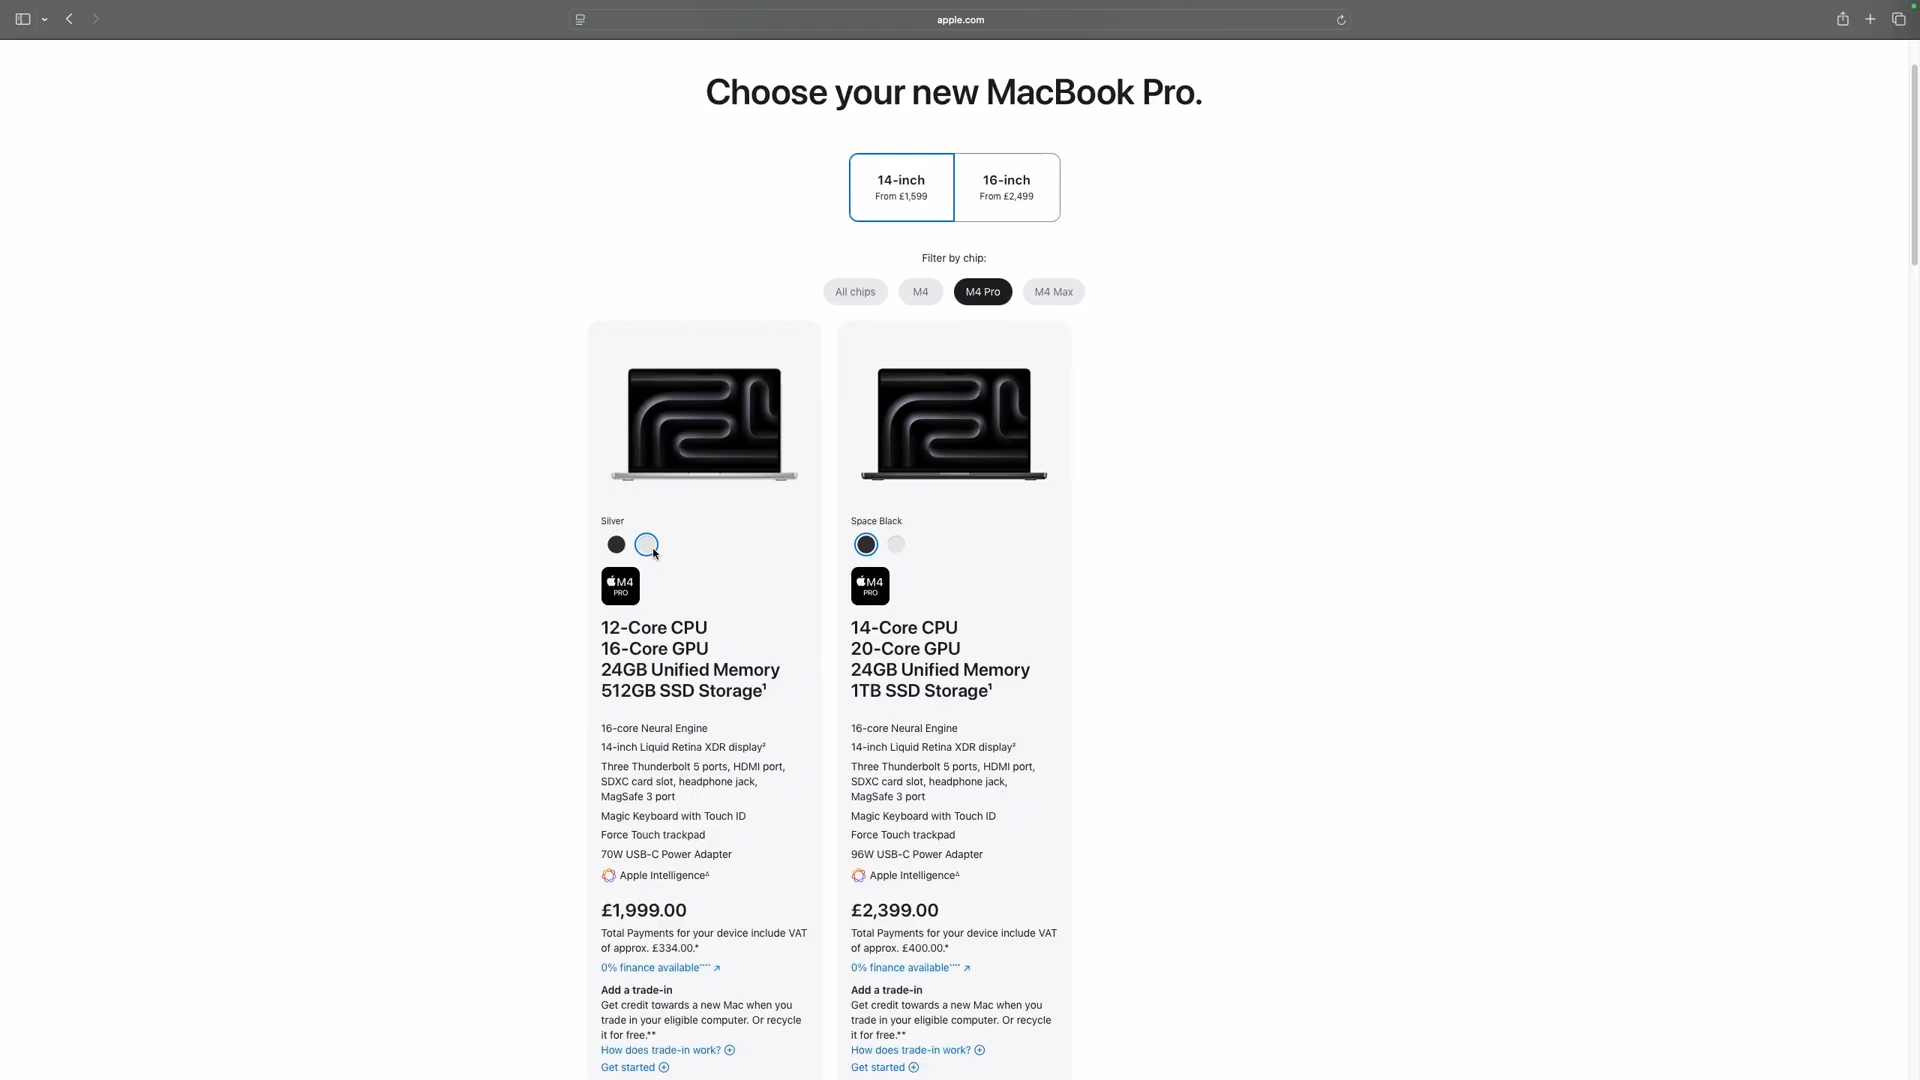 apple.com
Choose your new MacBook Pro.
14-inch
From £1,599
16-inch
From £2,499
Filter by chip:
All chips
M4
M4 Pro
M4 Max
Silver
M4
PRO
12-Core CPU
16-Core GPU
24GB Unified Memory
512GB SSD Storage¹
16-core Neural Engine
14-inch Liquid Retina XDR display²
Three Thunderbolt 5 ports, HDMI port,
SDXC card slot, headphone jack,
MagSafe 3 port
Magic Keyboard with Touch ID
Force Touch trackpad
70W USB-C Power Adapter
Apple Intelligence∆
£1,999.00
Total Payments for your device include VAT
of approx. £334.00.*
0% finance available**** ↗
Add a trade-in
Get credit towards a new Mac when you
trade in your eligible computer. Or recycle
it for free.**
How does trade-in work?
Get started
Space Black
M4
PRO
14-Core CPU
20-Core GPU
24GB Unified Memory
1TB SSD Storage¹
16-core Neural Engine
14-inch Liquid Retina XDR display²
Three Thunderbolt 5 ports, HDMI port,
SDXC card slot, headphone jack,
MagSafe 3 port
Magic Keyboard with Touch ID
Force Touch trackpad
96W USB-C Power Adapter
Apple Intelligence∆
£2,399.00
Total Payments for your device include VAT
of approx. £400.00.*
0% finance available**** ↗
Add a trade-in
Get credit towards a new Mac when you
trade in your eligible computer. Or recycle
it for free.**
How does trade-in work?
Get started